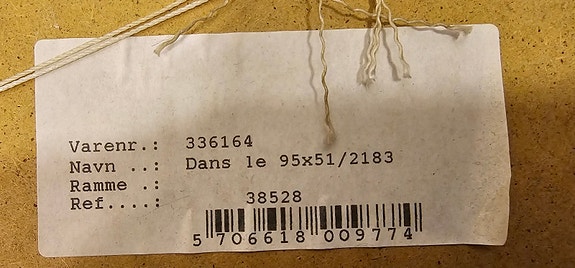 Varenr.: 336164
Navn ..: Dans le 95x51/2183
Ramme .:
Ref....: 38528
5 706618 009774